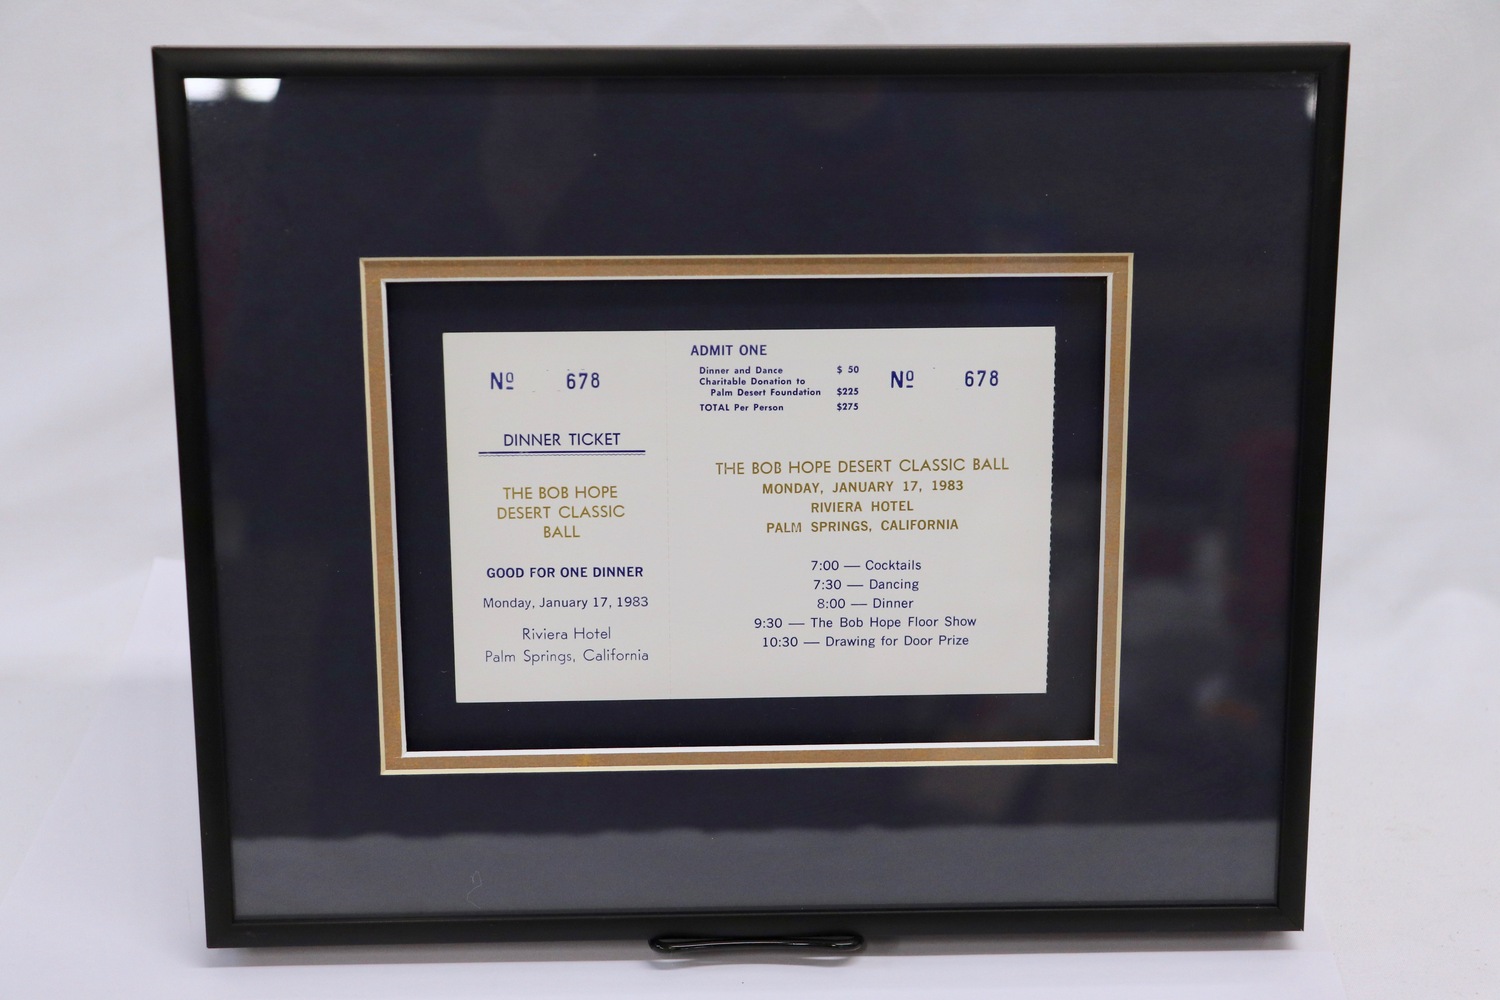 Nº 678
DINNER TICKET
THE BOB HOPE
DESERT CLASSIC
BALL
GOOD FOR ONE DINNER
Monday, January 17, 1983
Riviera Hotel
Palm Springs, California
ADMIT ONE
Dinner and Dance $ 50
Charitable Donation to
Palm Desert Foundation $225
TOTAL Per Person $275
Nº 678
THE BOB HOPE DESERT CLASSIC BALL
MONDAY, JANUARY 17, 1983
RIVIERA HOTEL
PALM SPRINGS, CALIFORNIA
7:00 — Cocktails
7:30 — Dancing
8:00 — Dinner
9:30 — The Bob Hope Floor Show
10:30 — Drawing for Door Prize